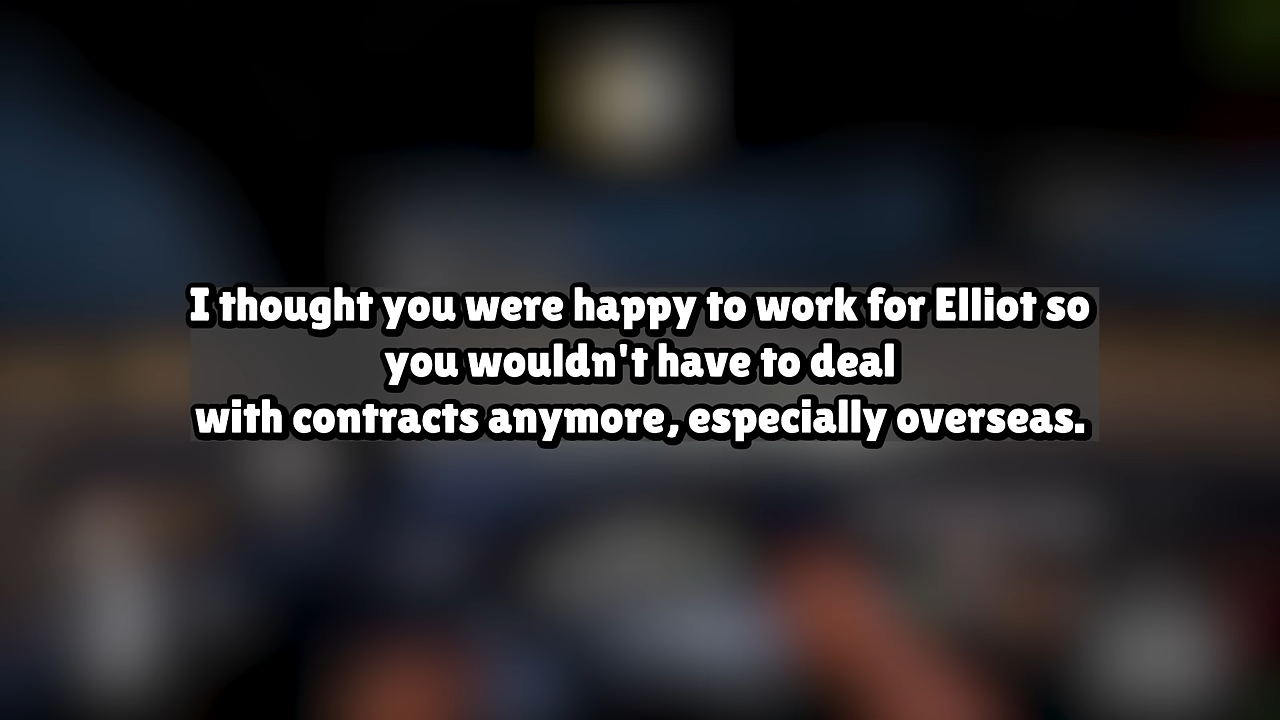 I thought you were happy to work for Elliot so
you wouldn't have to deal
with contracts anymore, especially overseas.